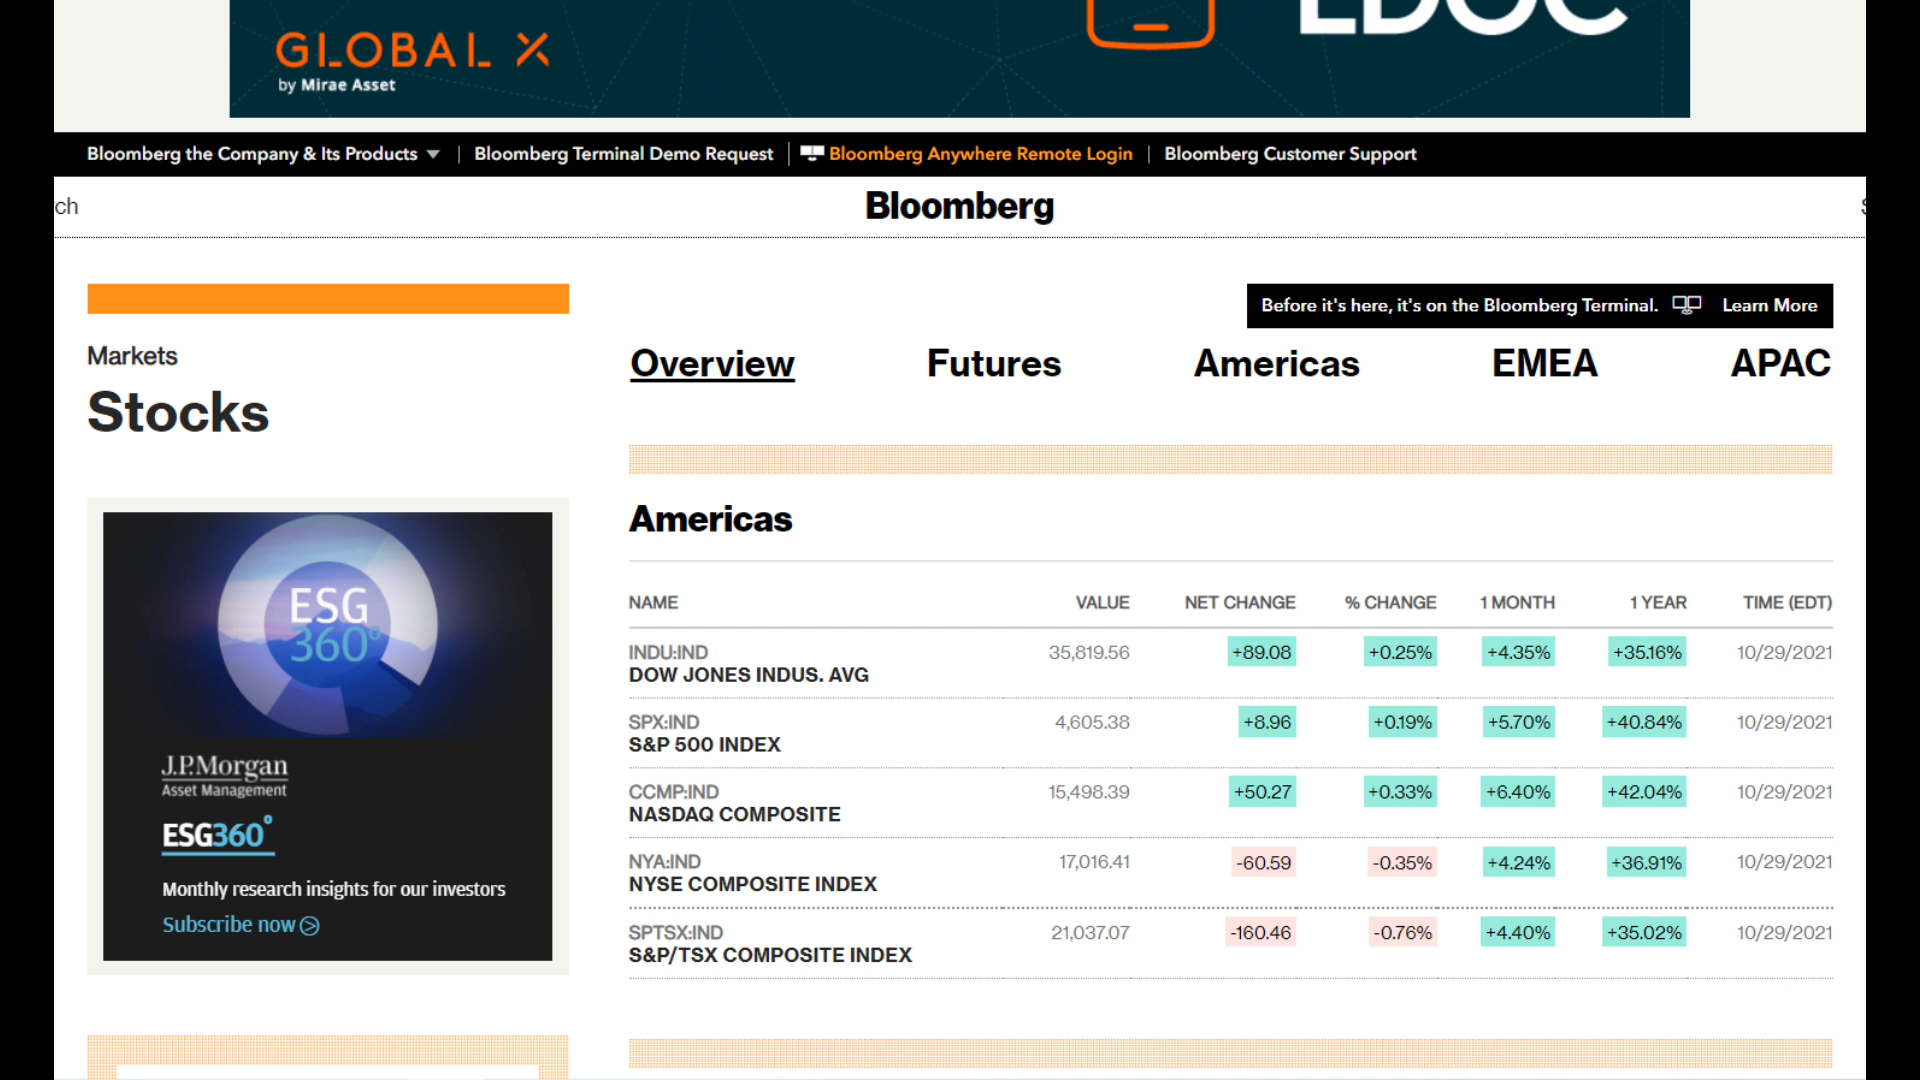 GLOBAL X
by Mirae Asset
EDOC
Bloomberg the Company & Its Products
Bloomberg Terminal Demo Request
Bloomberg Anywhere Remote Login
Bloomberg Customer Support
rch
Bloomberg
Before it's here, it's on the Bloomberg Terminal. Learn More
Markets
Stocks
Overview Futures Americas EMEA APAC
ESG
360°
J.P.Morgan
Asset Management
ESG360°
Monthly research insights for our investors
Subscribe now
Americas
NAME VALUE NET CHANGE % CHANGE 1 MONTH 1 YEAR TIME (EDT)
INDU:IND 35,819.56 +89.08 +0.25% +4.35% +35.16% 10/29/2021
DOW JONES INDUS. AVG
SPX:IND 4,605.38 +8.96 +0.19% +5.70% +40.84% 10/29/2021
S&P 500 INDEX
CCMP:IND 15,498.39 +50.27 +0.33% +6.40% +42.04% 10/29/2021
NASDAQ COMPOSITE
NYA:IND 17,016.41 -60.59 -0.35% +4.24% +36.91% 10/29/2021
NYSE COMPOSITE INDEX
SPTSX:IND 21,037.07 -160.46 -0.76% +4.40% +35.02% 10/29/2021
S&P/TSX COMPOSITE INDEX